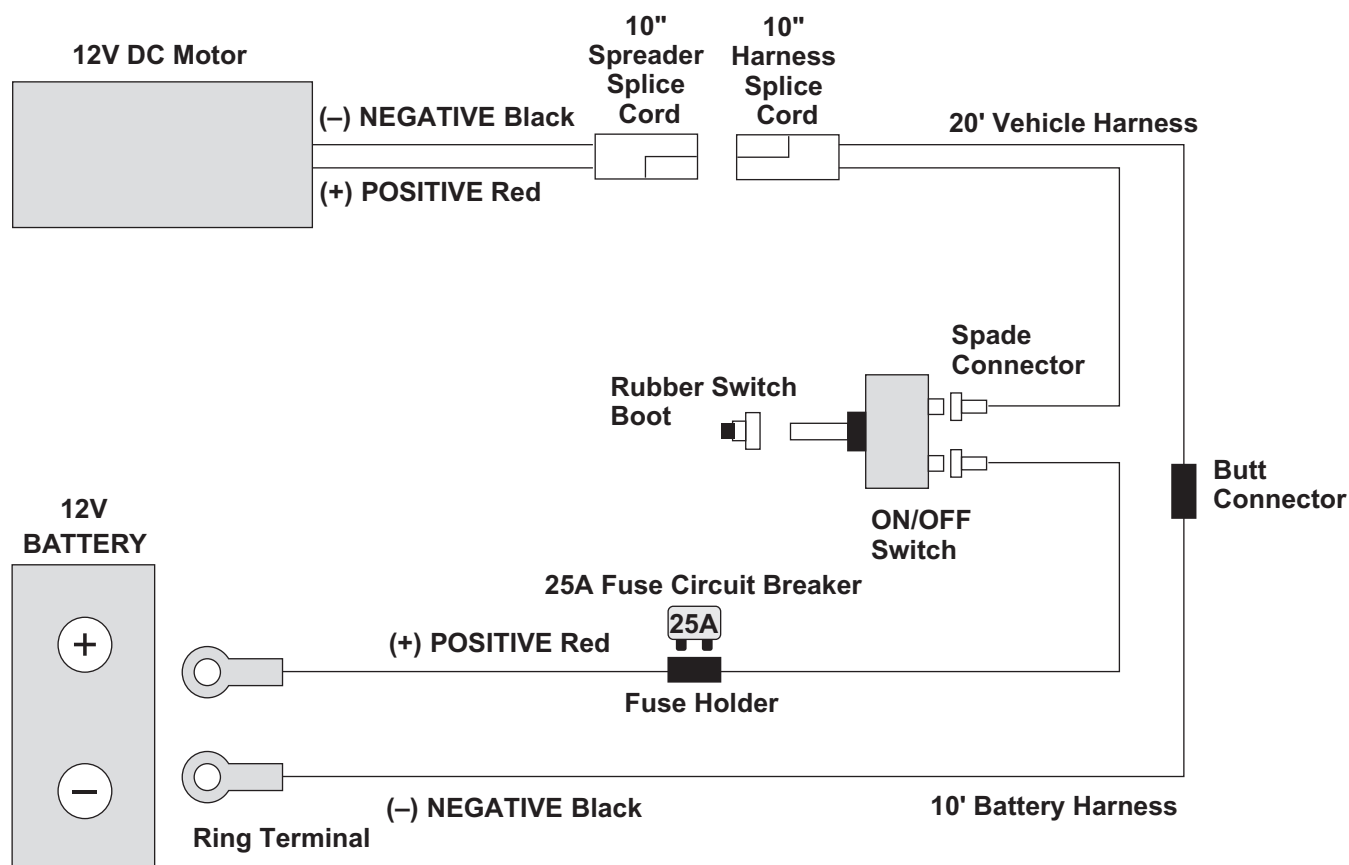 12V DC Motor
10"
Spreader
Splice
Cord
10"
Harness
Splice
Cord
(–) NEGATIVE Black
20' Vehicle Harness
(+) POSITIVE Red
Spade
Connector
Rubber Switch
Boot
Butt
Connector
ON/OFF
Switch
12V
BATTERY
25A Fuse Circuit Breaker
25A
+
(+) POSITIVE Red
Fuse Holder
–
(–) NEGATIVE Black
10' Battery Harness
Ring Terminal